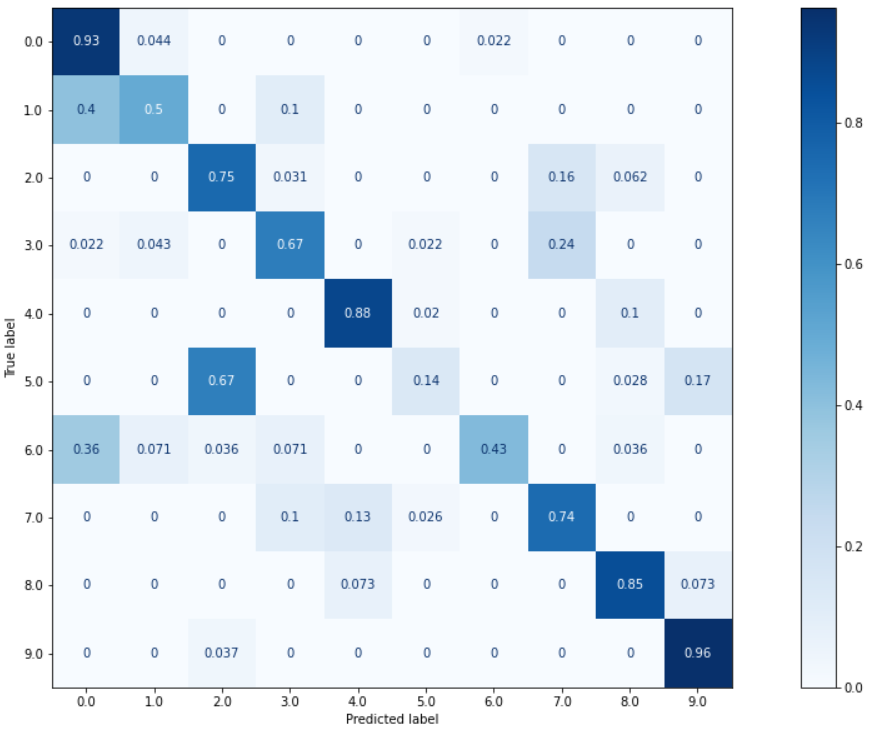 0.0 0.93 0.044 0 0 0 0 0.022 0 0 0
1.0 0.4 0.5 0 0.1 0 0 0 0 0 0
0.8
2.0 0 0 0.75 0.031 0 0 0 0.16 0.062 0
3.0 0.022 0.043 0 0.67 0 0.022 0 0.24 0 0
0.6
4.0 0 0 0 0 0.88 0.02 0 0 0.1 0
True label
5.0 0 0 0.67 0 0 0.14 0 0 0.028 0.17
0.4
6.0 0.36 0.071 0.036 0.071 0 0 0.43 0 0.036 0
7.0 0 0 0 0.1 0.13 0.026 0 0.74 0 0
0.2
8.0 0 0 0 0 0.073 0 0 0 0.85 0.073
9.0 0 0 0.037 0 0 0 0 0 0 0.96
0.0
0.0 1.0 2.0 3.0 4.0 5.0 6.0 7.0 8.0 9.0
Predicted label